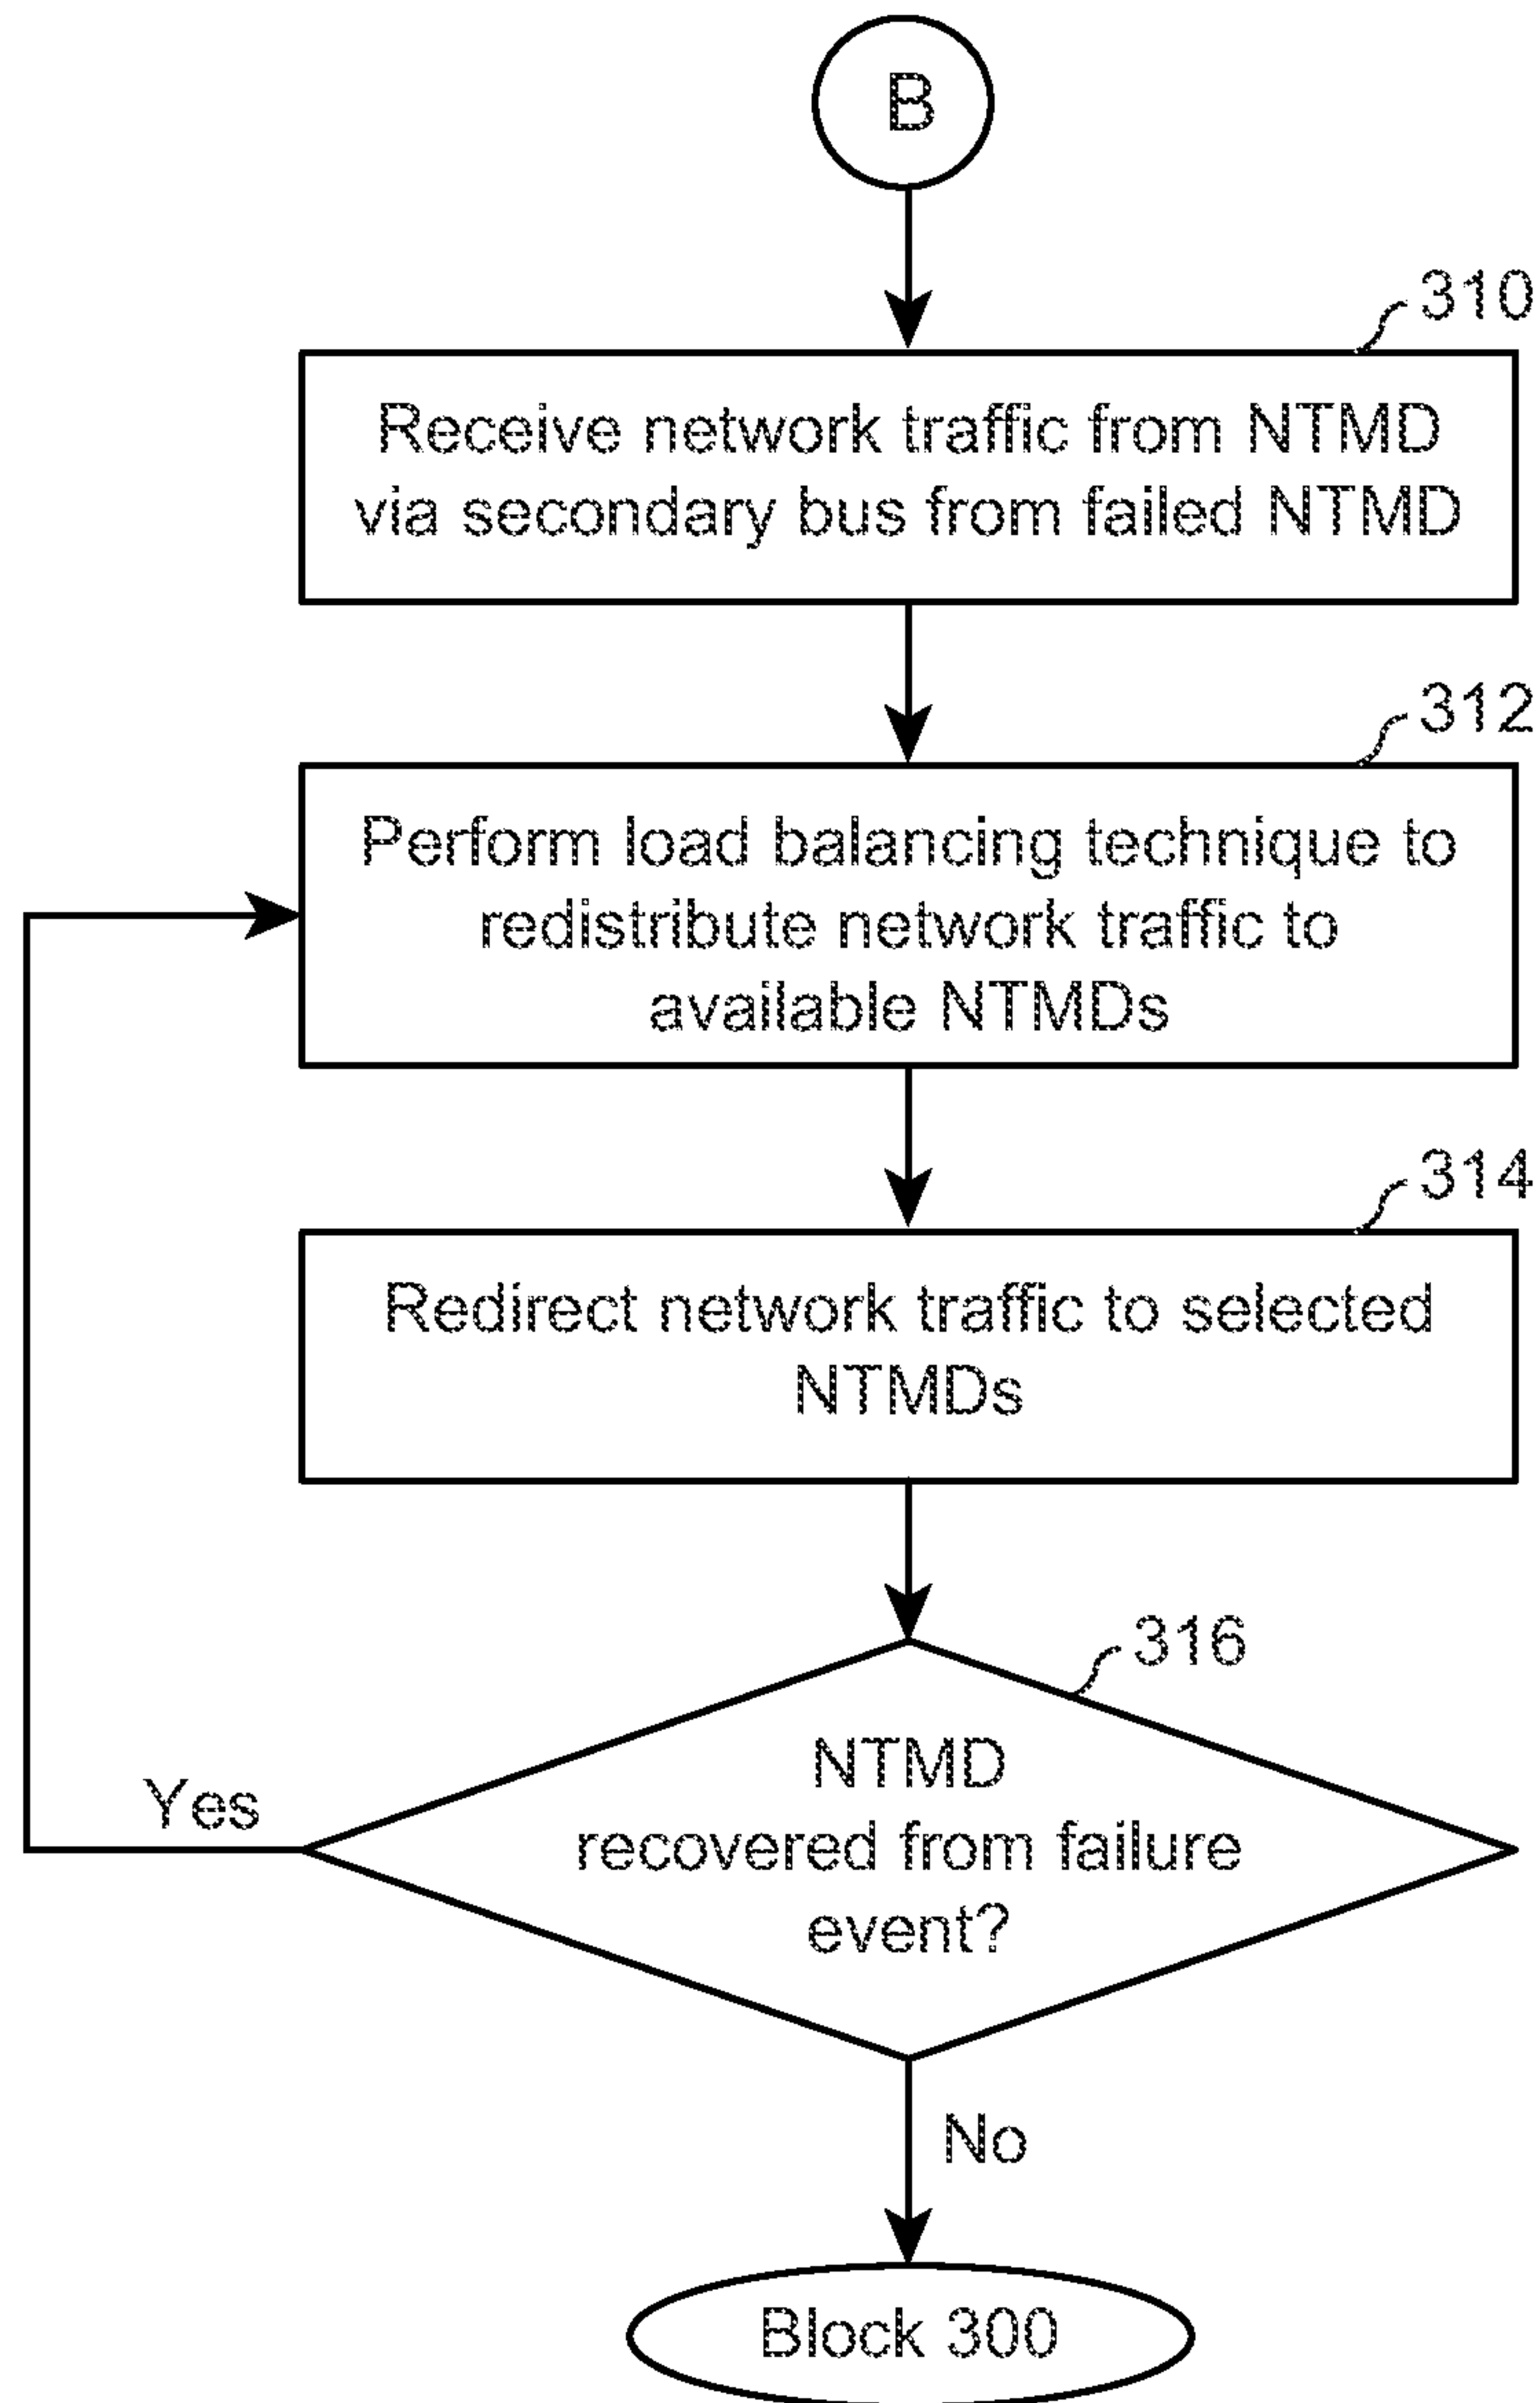 B
310
Receive network traffic from NTMD
via secondary bus from failed NTMD
312
Perform load balancing technique to
redistribute network traffic to
available NTMDs
314
Redirect network traffic to selected
NTMDs
316
NTMD
recovered from failure
event?
Yes
No
Block 300